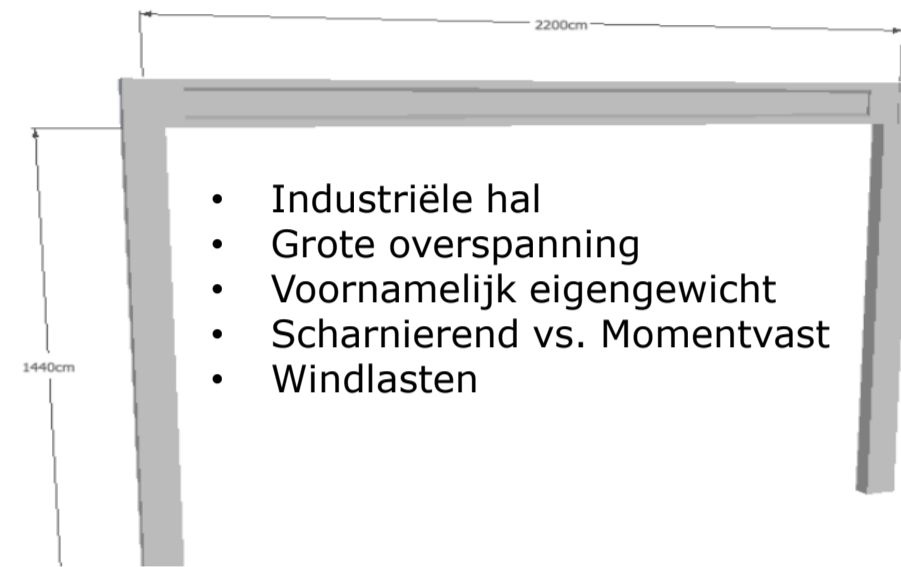 2200cm
• Industriële hal
• Grote overspanning
• Voornamelijk eigengewicht
• Scharnierend vs. Momentvast
1440cm
• Windlasten